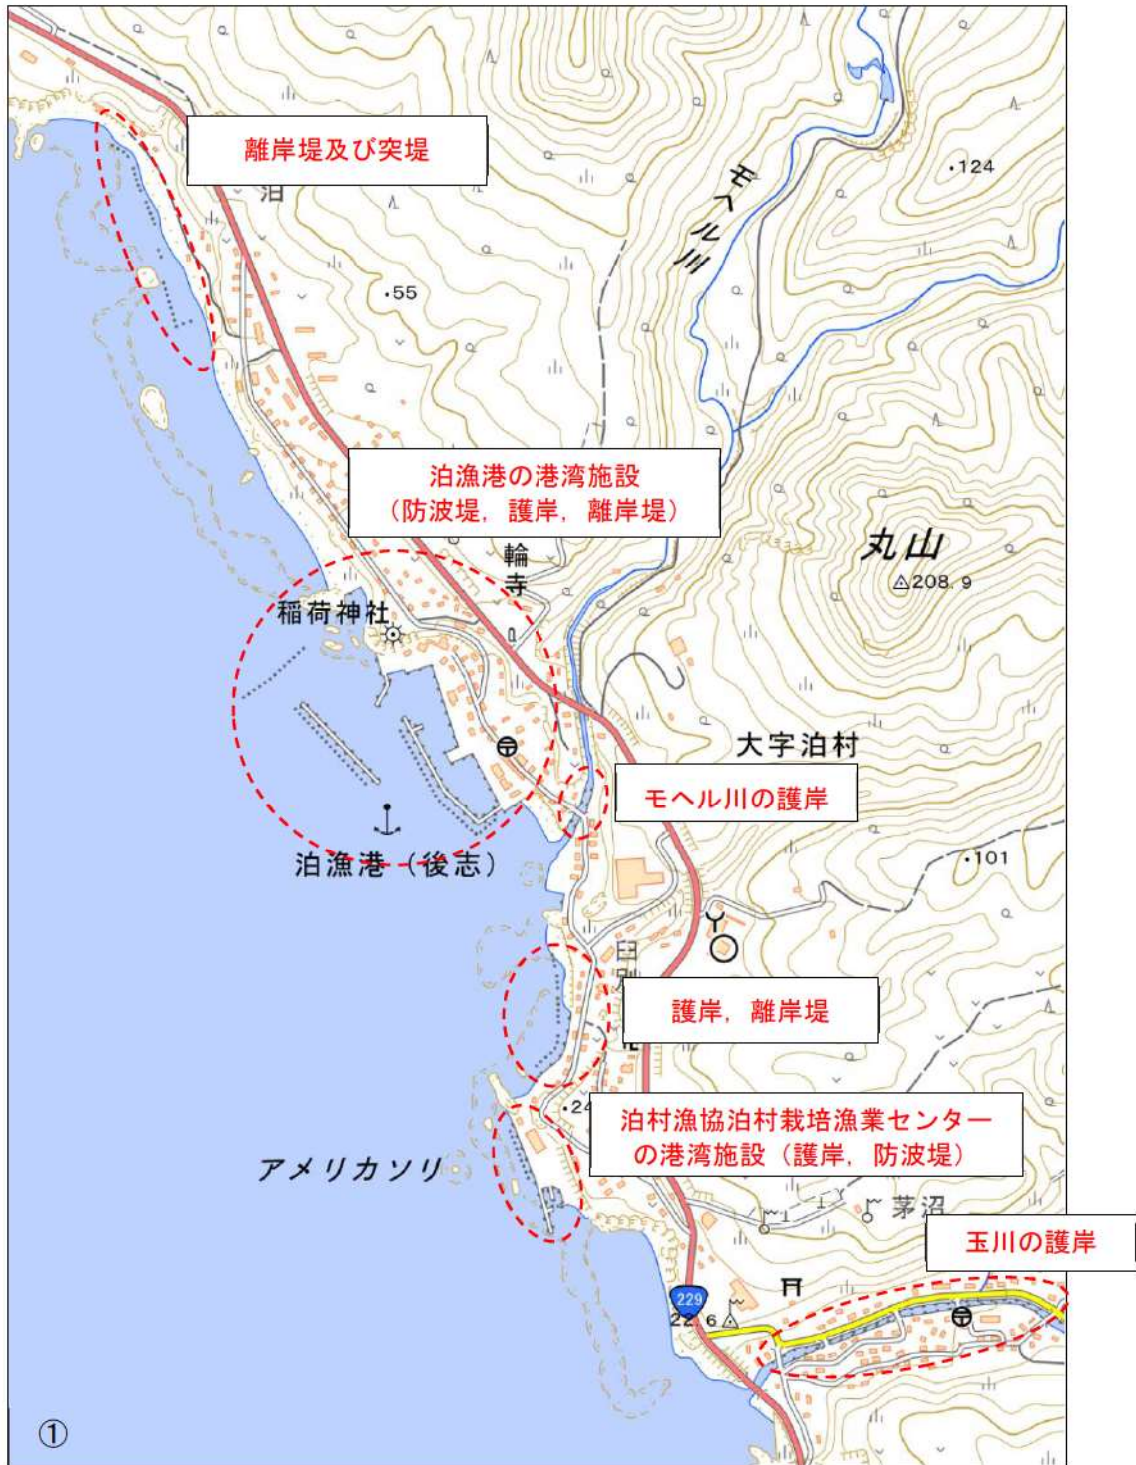 離岸堤及び突堤
泊
モヘル川
・124
・55
泊漁港の港湾施設
（防波堤，護岸，離岸堤）
輪寺
丸山
208.9
稲荷神社
大字泊村
モヘル川の護岸
泊漁港（後志）
・101
臼別
護岸，離岸堤
・24
泊村漁協泊村栽培漁業センター
の港湾施設（護岸，防波堤）
アメリカソリ
茅沼
玉川の護岸
229
22.6
①